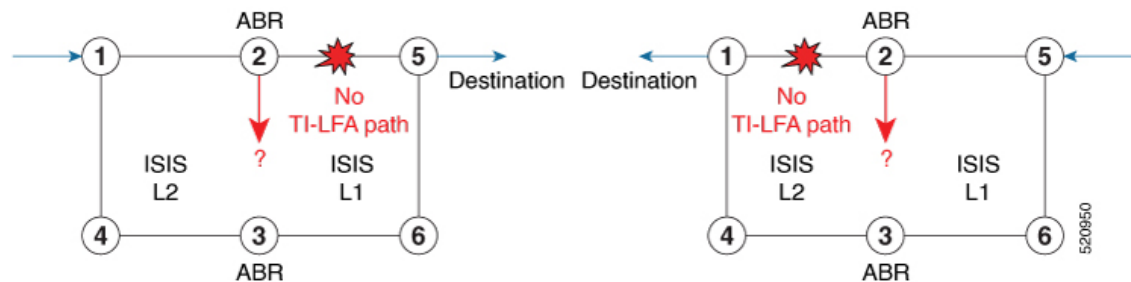 ABR
1
2
5
Destination
No
TI-LFA path
?
ISIS
L2
ISIS
L1
4
3
6
ABR
ABR
1
2
5
Destination
No
TI-LFA path
?
ISIS
L2
ISIS
L1
4
3
6
ABR
520950